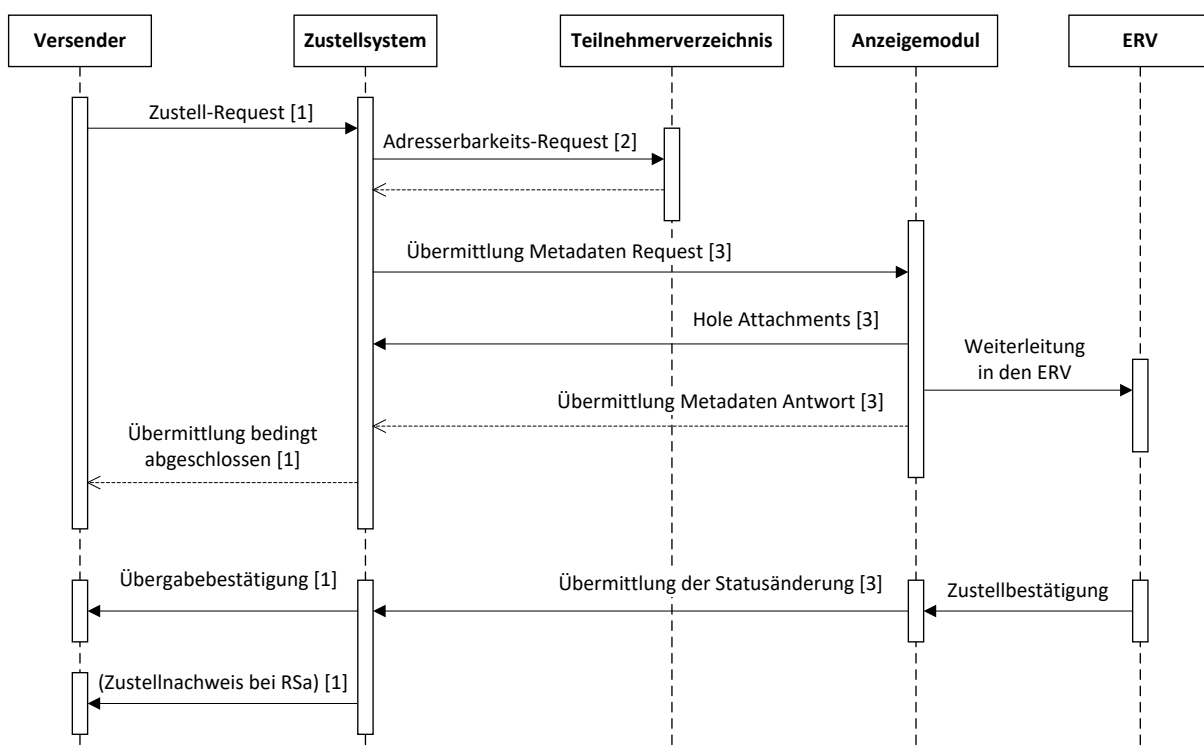 Versender
Zustellsystem
Teilnehmerverzeichnis
Anzeigemodul
ERV
Zustell-Request [1]
Adresserbarkeits-Request [2]
Übermittlung Metadaten Request [3]
Hole Attachments [3]
Weiterleitung
in den ERV
Übermittlung Metadaten Antwort [3]
Übermittlung bedingt
abgeschlossen [1]
Übergabebestätigung [1]
Übermittlung der Statusänderung [3]
Zustellbestätigung
(Zustellnachweis bei RSa) [1]